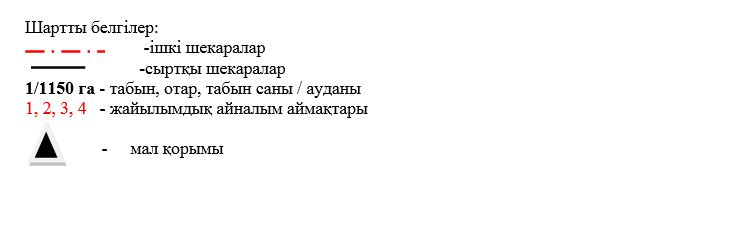 Шартты белгілер:
-ішкі шекаралар
-сыртқы шекаралар
1/1150 га - табын, отар, табын саны / ауданы
1, 2, 3, 4 - жайылымдық айналым аймақтары
- мал қорымы